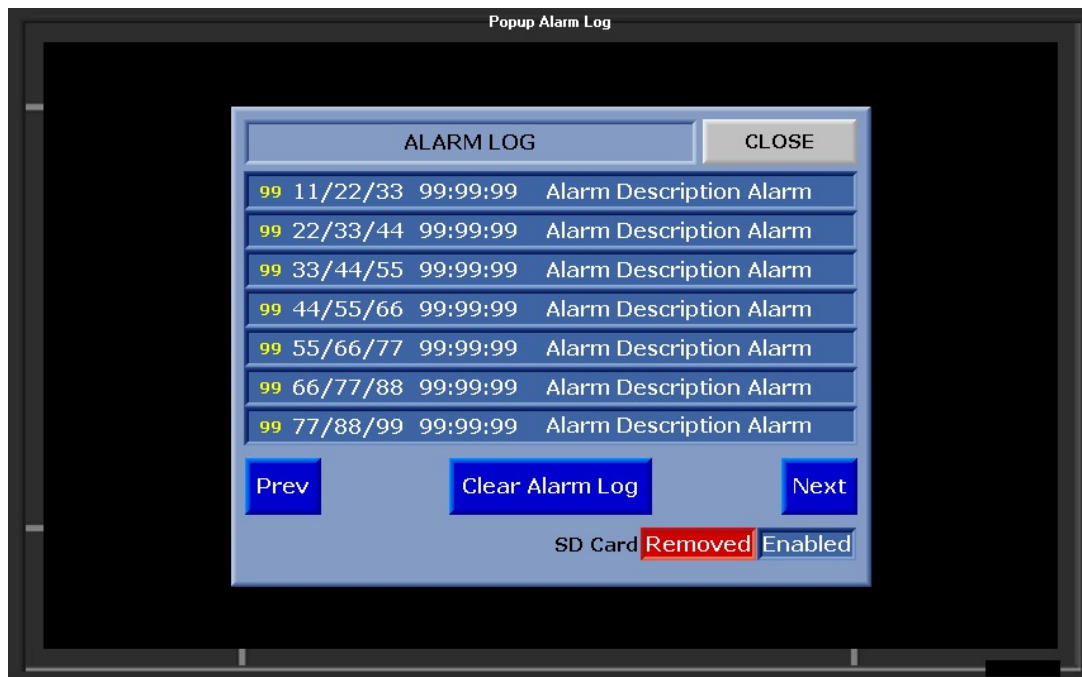 Popup Alarm Log
ALARM LOG CLOSE
99 11/22/33 99:99:99 Alarm Description Alarm
99 22/33/44 99:99:99 Alarm Description Alarm
99 33/44/55 99:99:99 Alarm Description Alarm
99 44/55/66 99:99:99 Alarm Description Alarm
99 55/66/77 99:99:99 Alarm Description Alarm
99 66/77/88 99:99:99 Alarm Description Alarm
99 77/88/99 99:99:99 Alarm Description Alarm
Prev Clear Alarm Log Next
SD Card Removed Enabled